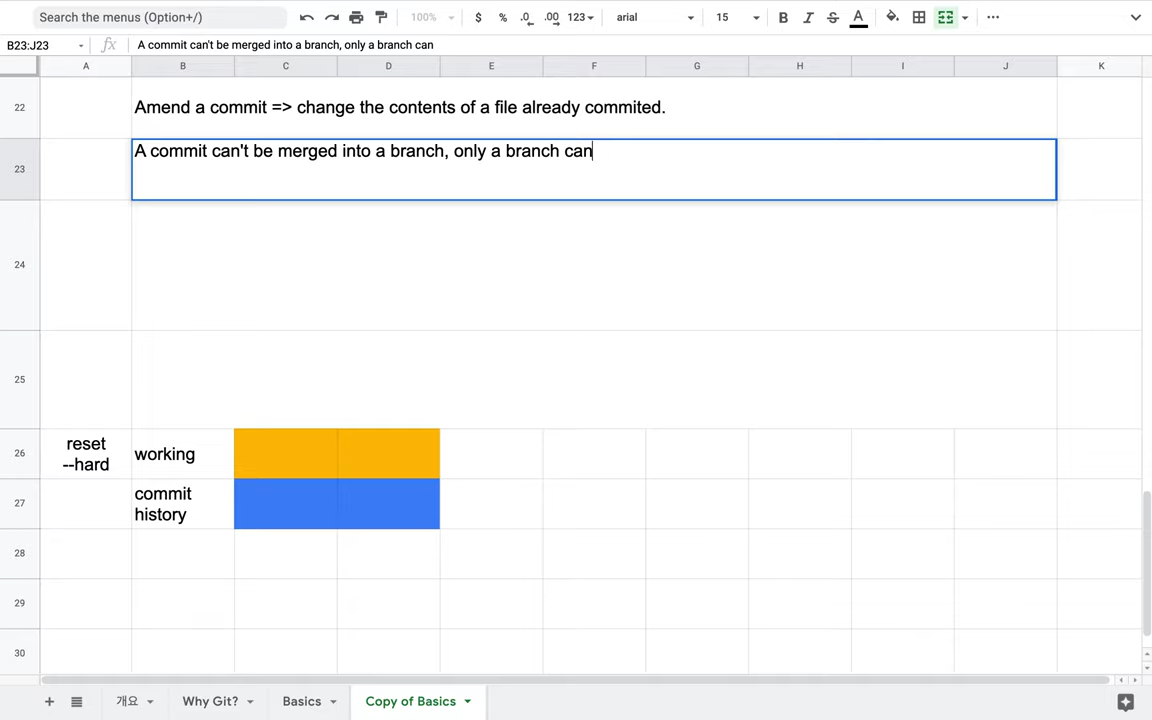 Search the menus (Option+/)
100%
$
%
.0
.00
123
arial
15
B
I
S
A
B23:J23
fx
A commit can't be merged into a branch, only a branch can
A
B
C
D
E
F
G
H
I
J
K
22
Amend a commit => change the contents of a file already commited.
23
A commit can't be merged into a branch, only a branch can
24
25
26
reset
--hard
working
27
commit
history
28
29
30
개요
Why Git?
Basics
Copy of Basics